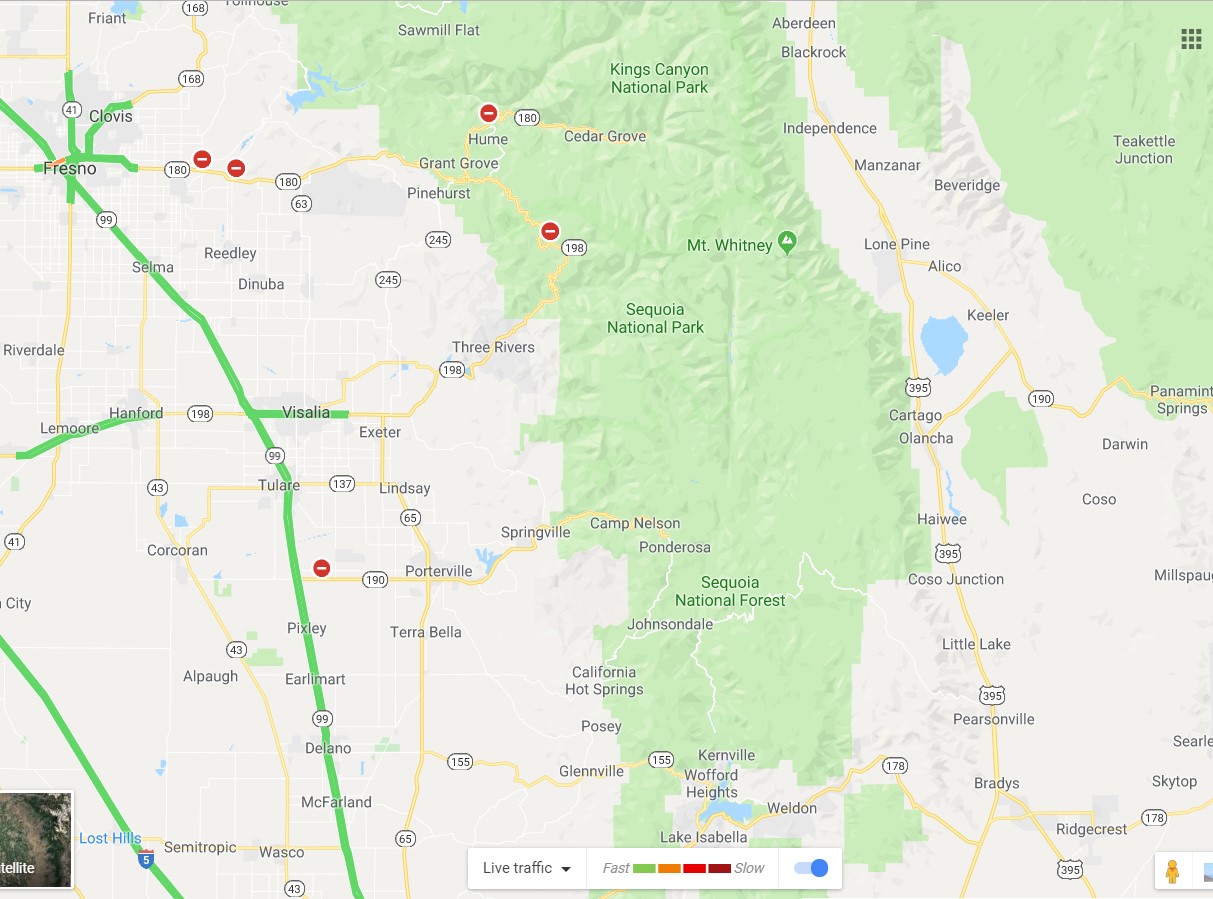 Friant
168
Tollhouse
Sawmill Flat
Aberdeen
Blackrock
168
Kings Canyon
National Park
41
Clovis
180
Hume
Cedar Grove
Independence
Teakettle
Junction
Fresno
180
180
63
Grant Grove
Pinehurst
Manzanar
Beveridge
99
245
198
Mt. Whitney
Lone Pine
Reedley
Selma
Dinuba
245
Alico
Sequoia
National Park
Keeler
Riverdale
Three Rivers
198
395
190
Panamint
Springs
Hanford
198
Visalia
Lemoore
Exeter
Cartago
Olancha
Darwin
99
Tulare
137
43
Lindsay
Coso
65
Springville
Camp Nelson
Haiwee
41
Corcoran
Ponderosa
395
Porterville
190
Coso Junction
Millspau
Sequoia
National Forest
City
Pixley
Terra Bella
Johnsondale
43
Little Lake
Alpaugh
Earlimart
California
Hot Springs
395
99
Posey
Pearsonville
Delano
155
155
Kernville
Searle
Glennville
Wofford
Heights
178
Bradys
Skytop
McFarland
Weldon
Lost Hills
65
Lake Isabella
Ridgecrest
178
5
Semitropic
Wasco
tellite
43
Live traffic
Fast
Slow
395